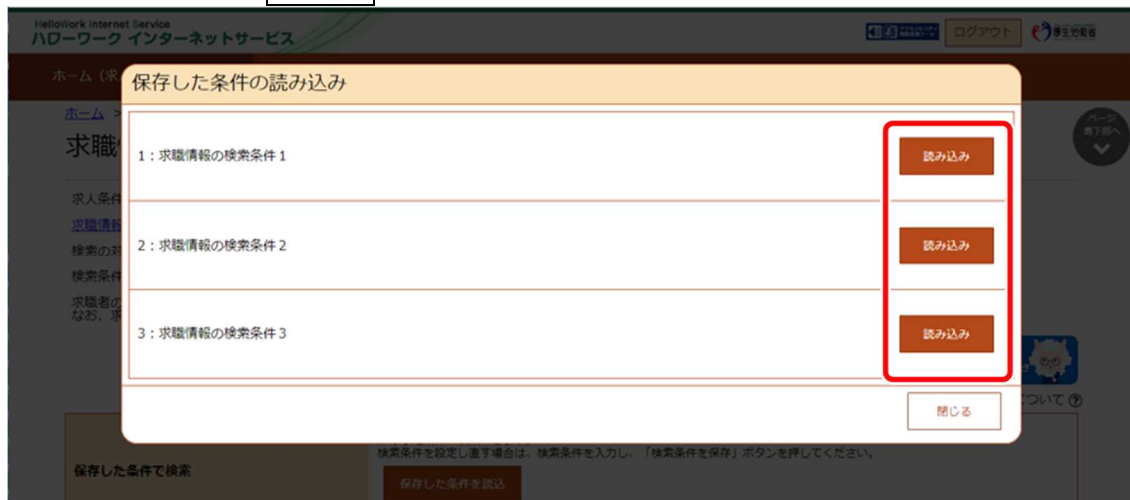 HelloWork Internet Service
ハローワーク インターネットサービス
ログアウト
厚生労働省
ホーム（求
保存した条件の読み込み
ホーム >
求職
1：求職情報の検索条件1
読み込み
ページ
最下部へ
求人条件
求職情報
検索の対
検索条件
2：求職情報の検索条件2
読み込み
求職者の
なお、求
3：求職情報の検索条件3
読み込み
閉じる
ついて ?
検索条件を設定し直す場合は、検索条件を入力し、「検索条件を保存」ボタンを押してください。
保存した条件で検索
保存した条件を読込